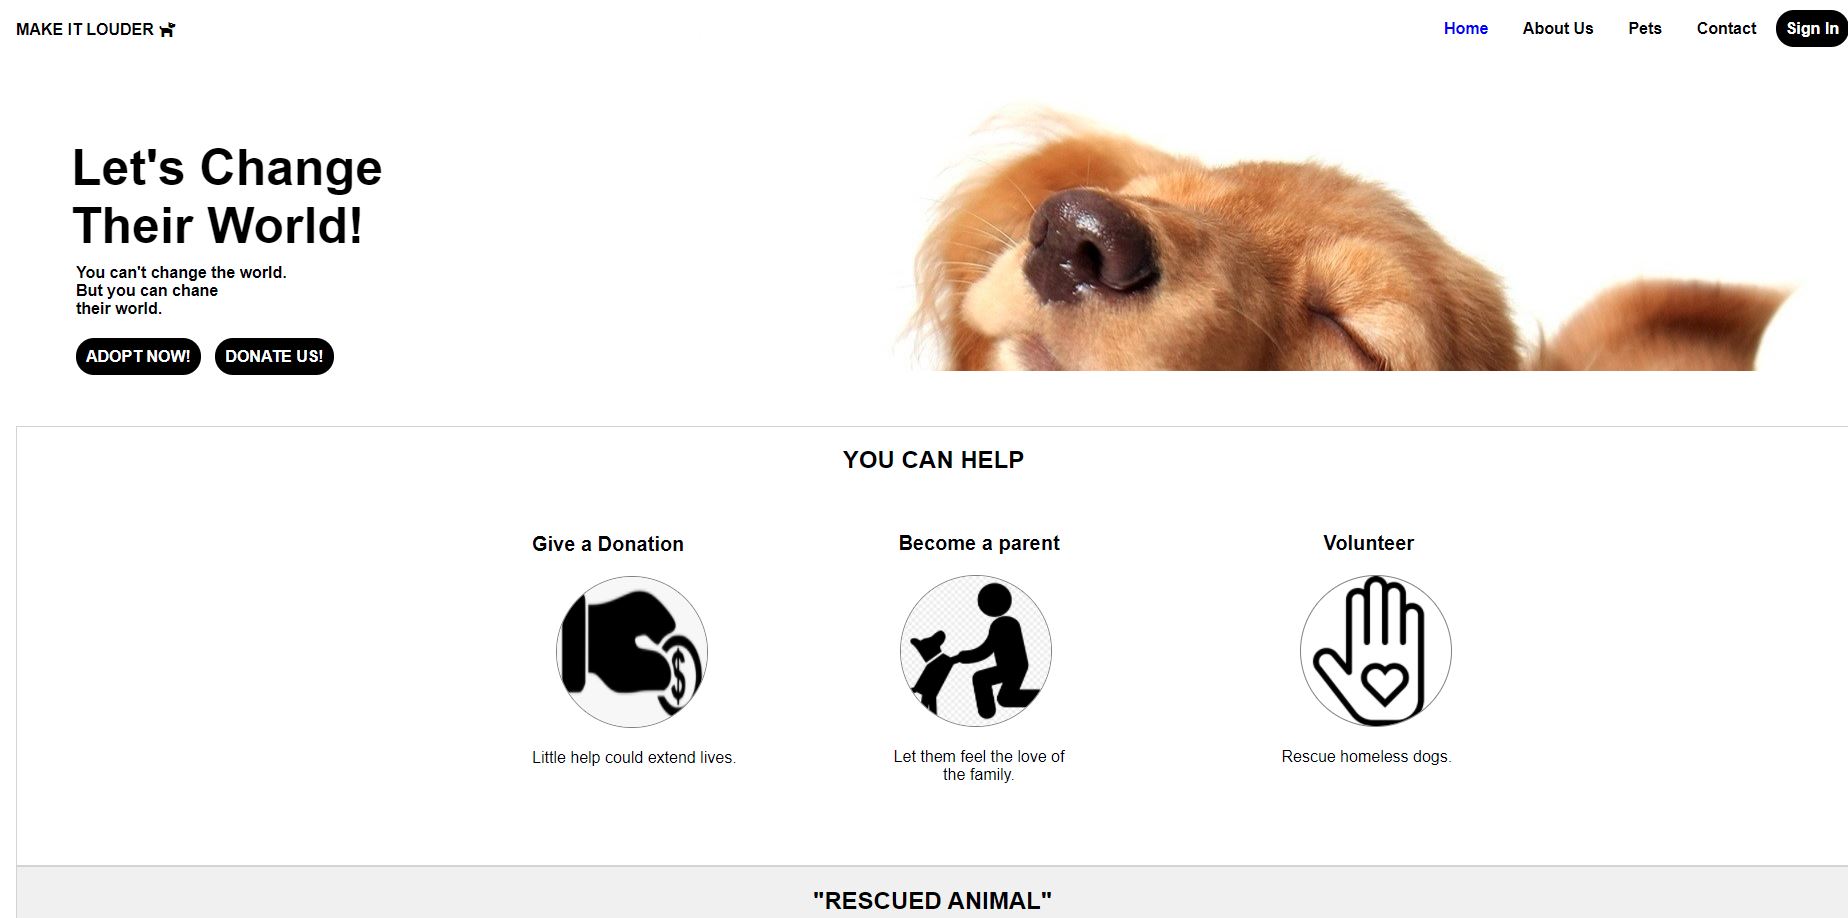 MAKE IT LOUDER
Home About Us Pets Contact Sign In
Let's Change
Their World!
You can't change the world.
But you can chane
their world.
ADOPT NOW! DONATE US!
YOU CAN HELP
Give a Donation
Become a parent
Volunteer
$
Little help could extend lives.
Let them feel the love of
the family.
Rescue homeless dogs.
"RESCUED ANIMAL"